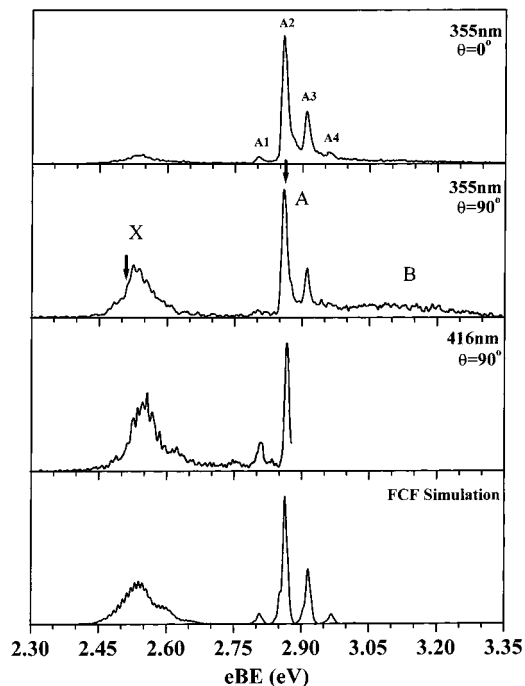 355nm
θ=0°
A2
A3
A1
A4
355nm
θ=90°
A
X
B
416nm
θ=90°
FCF Simulation
2.30 2.45 2.60 2.75 2.90 3.05 3.20 3.35
eBE (eV)